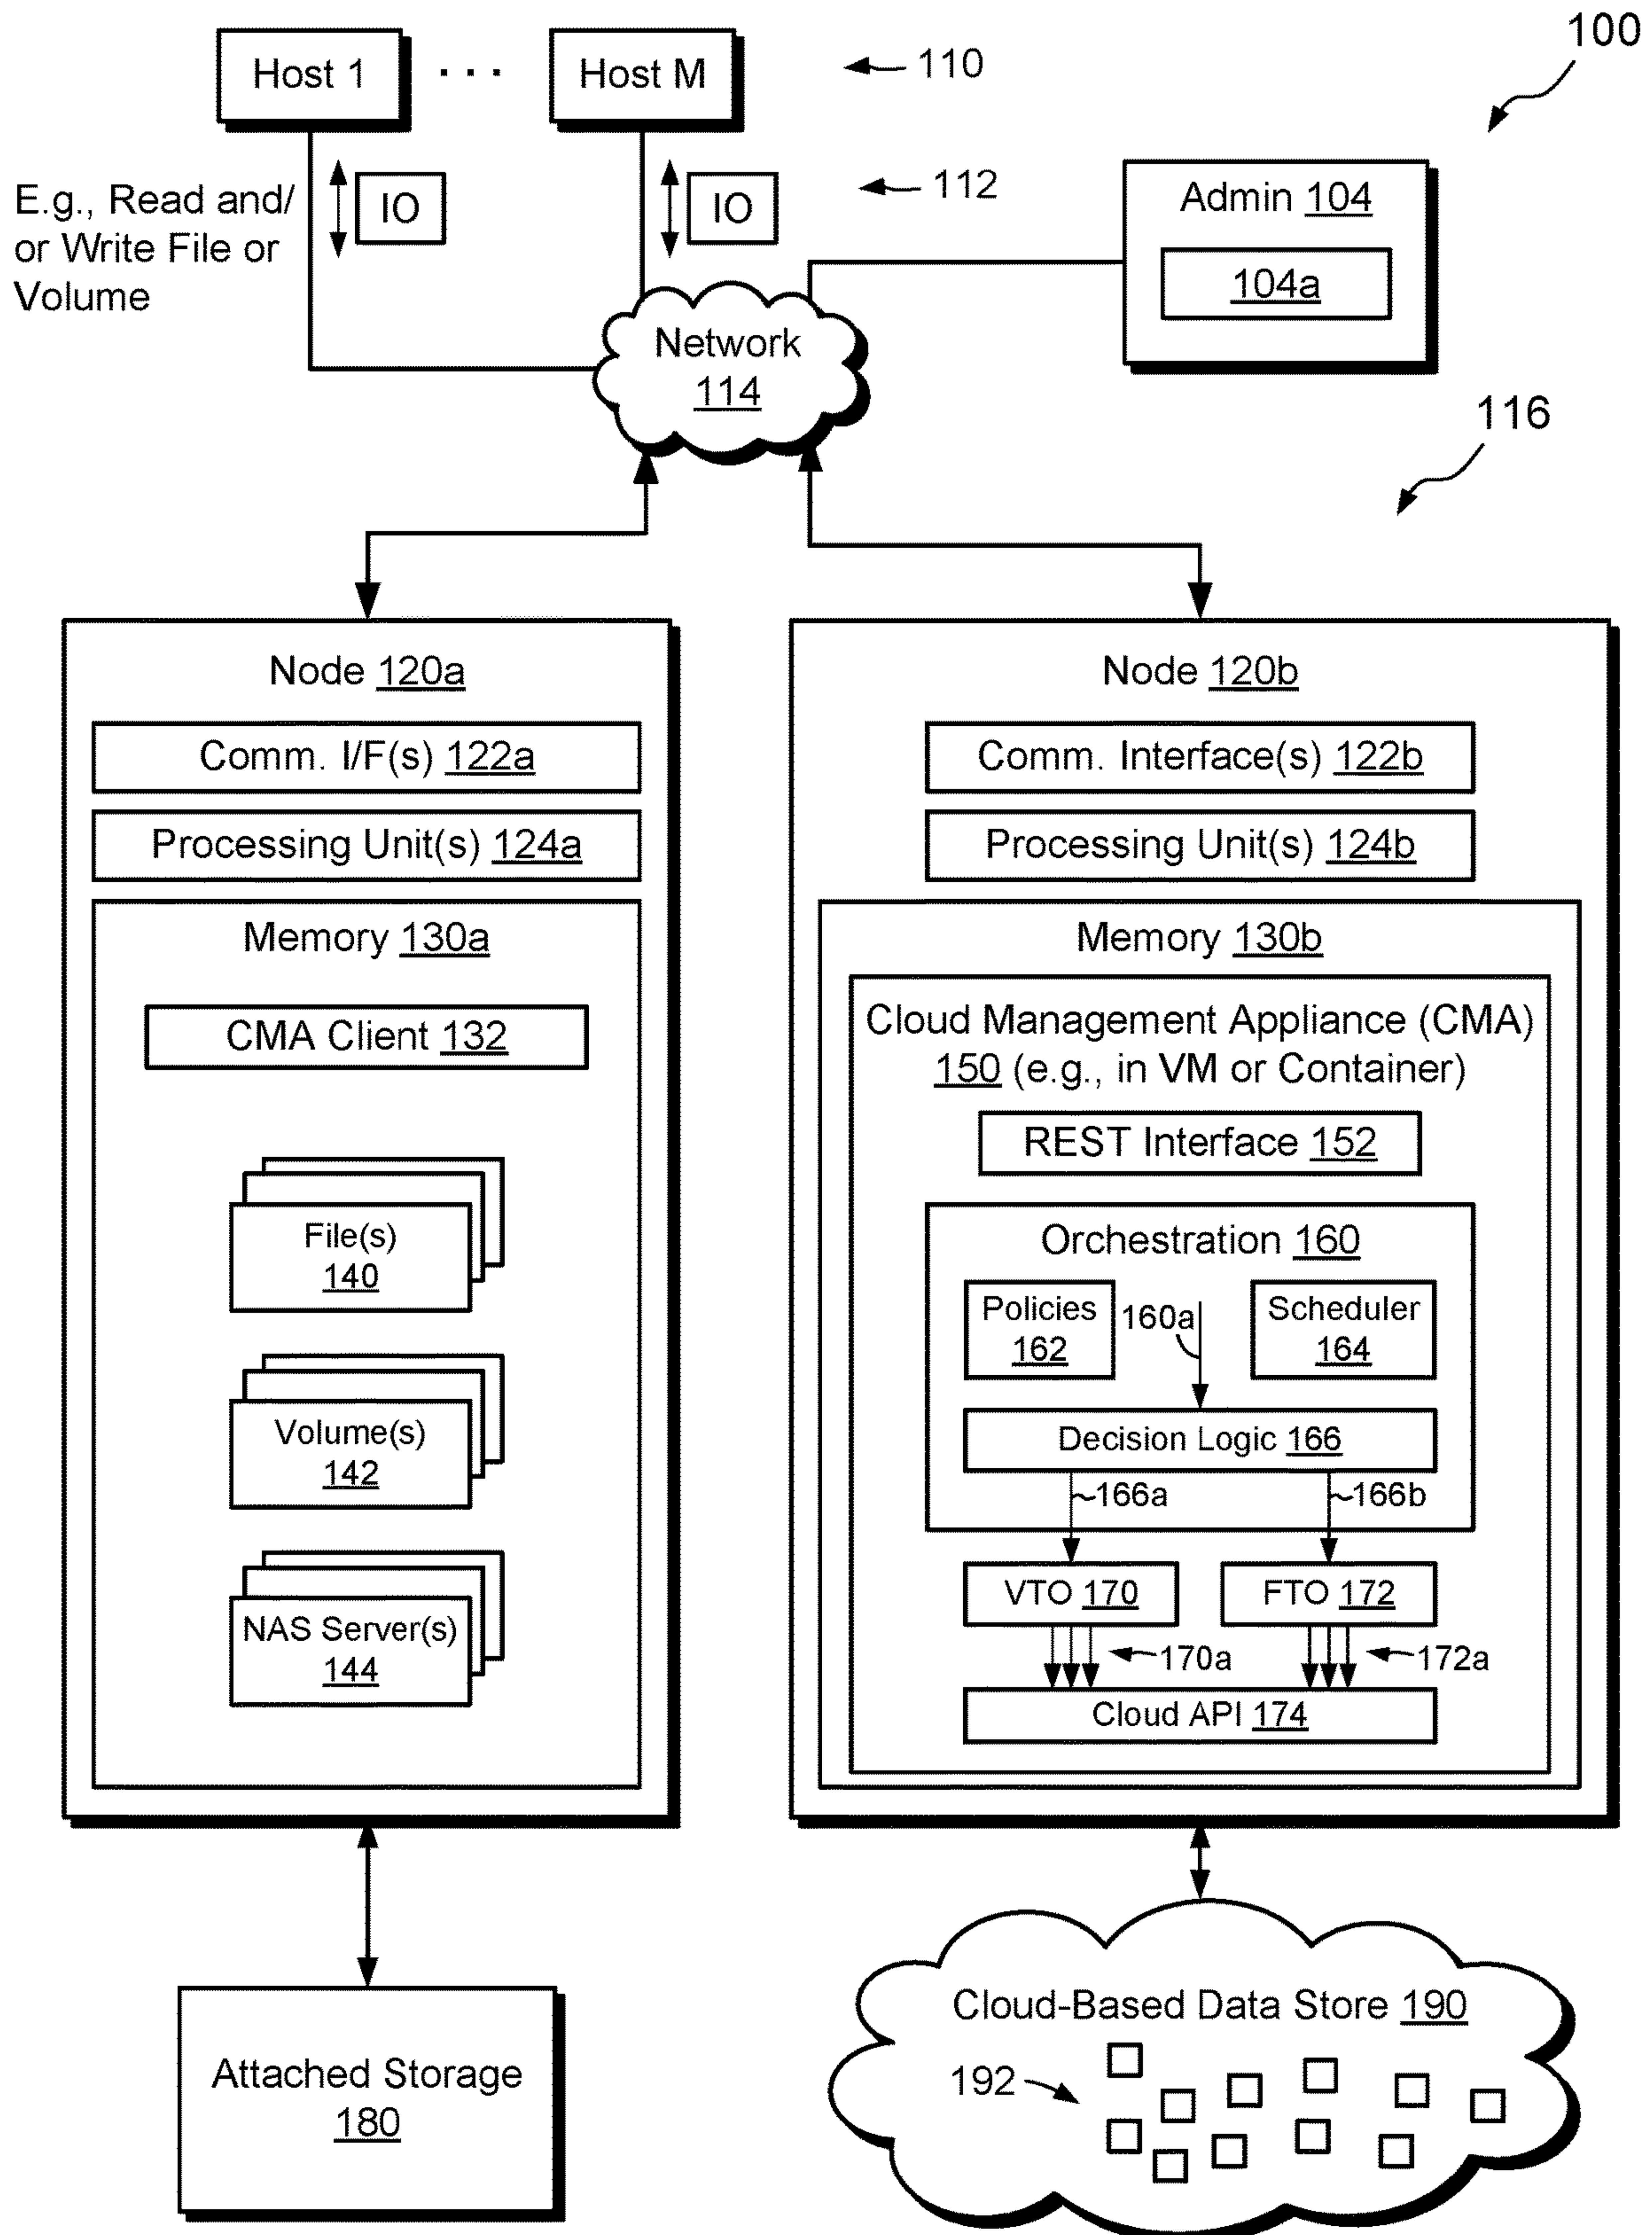 100
Host 1
. . .
Host M
110
E.g., Read and/
or Write File or
Volume
IO
IO
112
Admin 104
104a
Network
114
116
Node 120a
Comm. I/F(s) 122a
Processing Unit(s) 124a
Memory 130a
CMA Client 132
File(s)
140
Volume(s)
142
NAS Server(s)
144
Node 120b
Comm. Interface(s) 122b
Processing Unit(s) 124b
Memory 130b
Cloud Management Appliance (CMA)
150 (e.g., in VM or Container)
REST Interface 152
Orchestration 160
Policies
162
160a
Scheduler
164
Decision Logic 166
166a
166b
VTO 170
FTO 172
170a
172a
Cloud API 174
Attached Storage
180
Cloud-Based Data Store 190
192